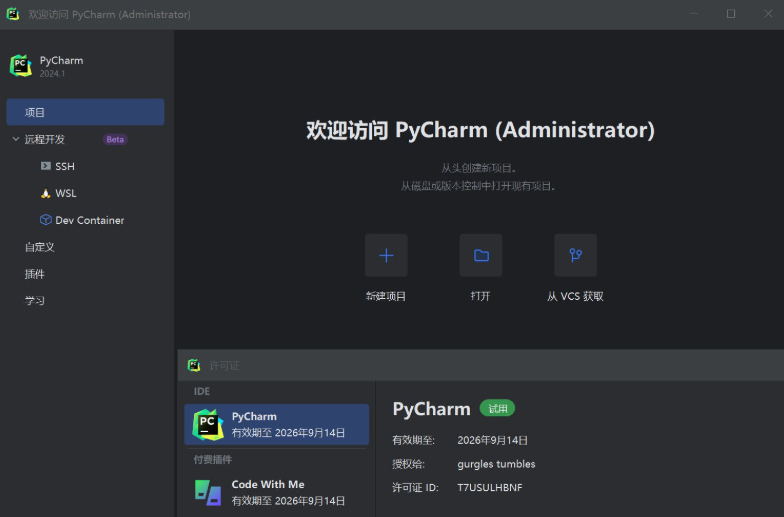 欢迎访问 PyCharm (Administrator)
PyCharm
2024.1
项目
远程开发 Beta
SSH
WSL
Dev Container
自定义
插件
学习
欢迎访问 PyCharm (Administrator)
从头创建新项目。
从磁盘或版本控制中打开现有项目。
新建项目 打开 从 VCS 获取
许可证
IDE
PyCharm
有效期至 2026年9月14日
付费插件
Code With Me
有效期至 2026年9月14日
PyCharm 试用
有效期至: 2026年9月14日
授权给: gurgles tumbles
许可证 ID: T7USULHBNF